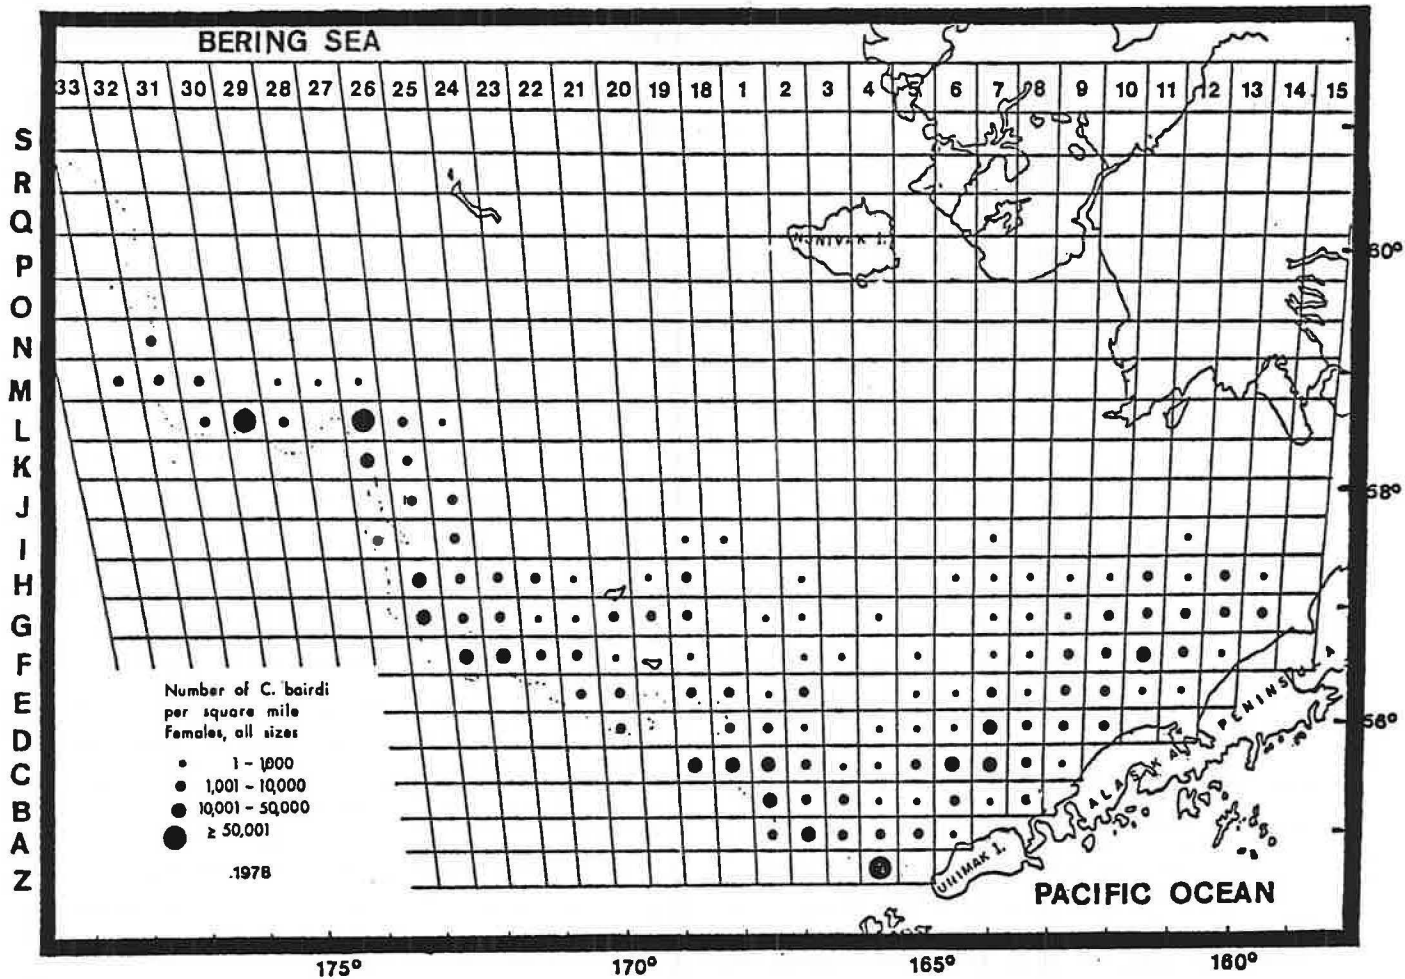 BERING SEA
33 32 31 30 29 28 27 26 25 24 23 22 21 20 19 18 1 2 3 4 5 6 7 8 9 10 11 12 13 14 15
S
R
Q
P
O
N
M
L
K
J
I
H
G
F
E
D
C
B
A
Z
NUNIVAK I.
60°
58°
56°
Number of C. bairdi
per square mile
Females, all sizes
1 - 1,000
1,001 - 10,000
10,001 - 50,000
≥ 50,001
.1978
ALASKA PENINSULA
UNIMAK I.
PACIFIC OCEAN
175° 170° 165° 160°